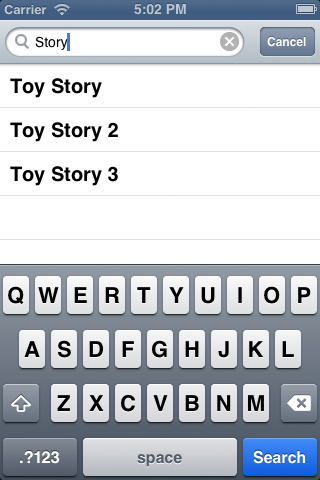 Carrier 5:02 PM
Story Cancel
Toy Story
Toy Story 2
Toy Story 3
Q W E R T Y U I O P
A S D F G H J K L
Z X C V B N M
.?123 space Search